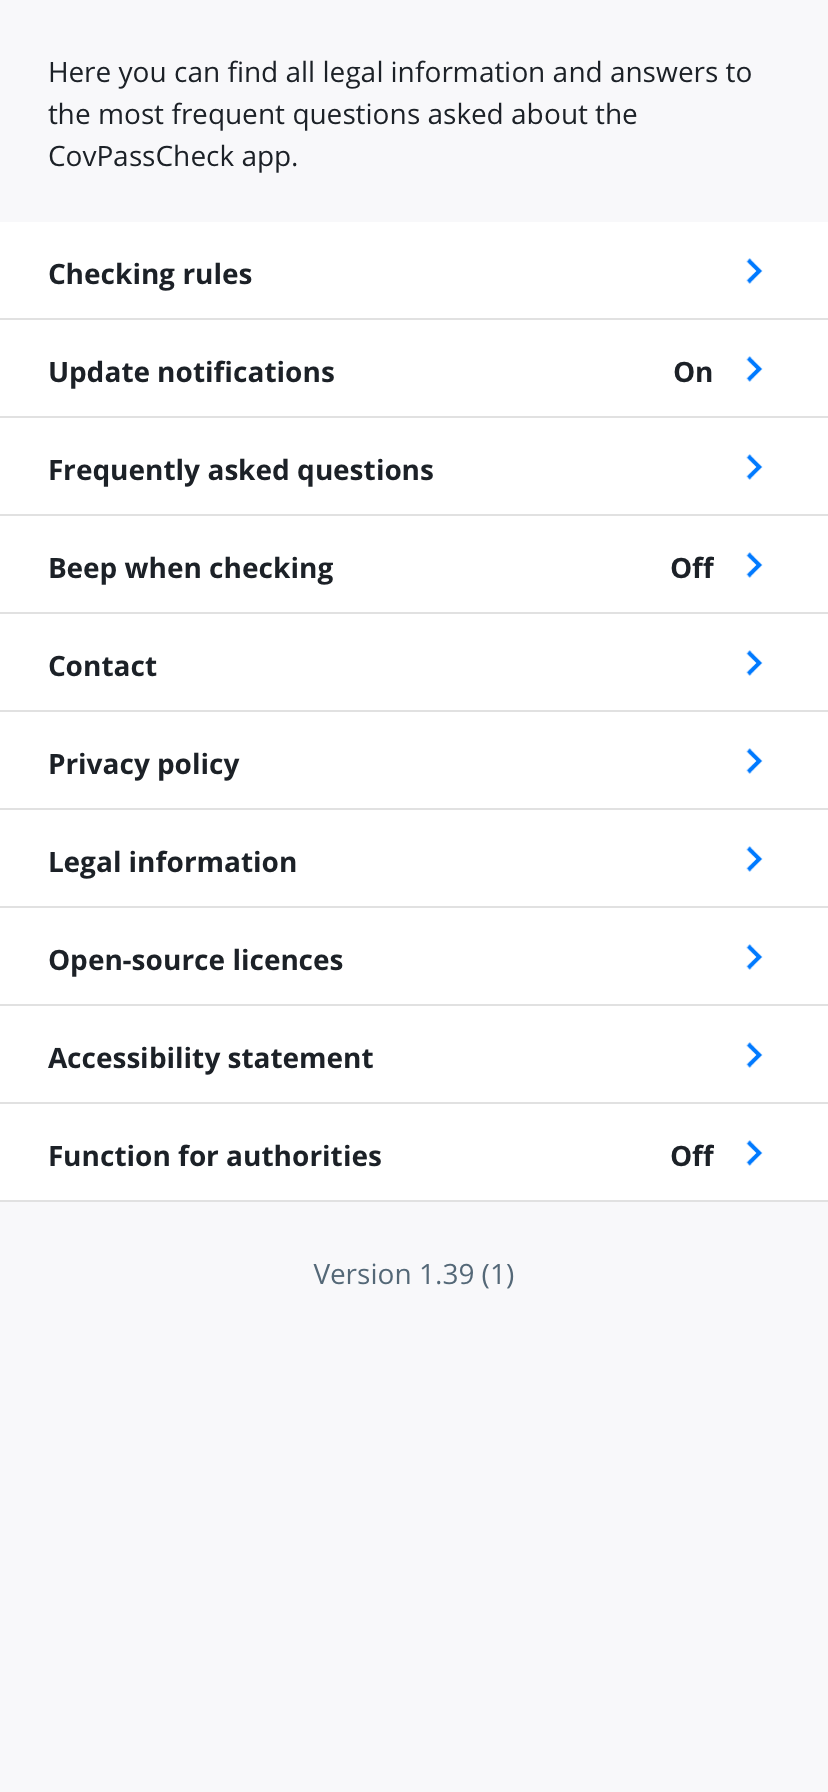 Here you can find all legal information and answers to
the most frequent questions asked about the
CovPassCheck app.
Checking rules
Update notifications On
Frequently asked questions
Beep when checking Off
Contact
Privacy policy
Legal information
Open-source licences
Accessibility statement
Function for authorities Off
Version 1.39 (1)